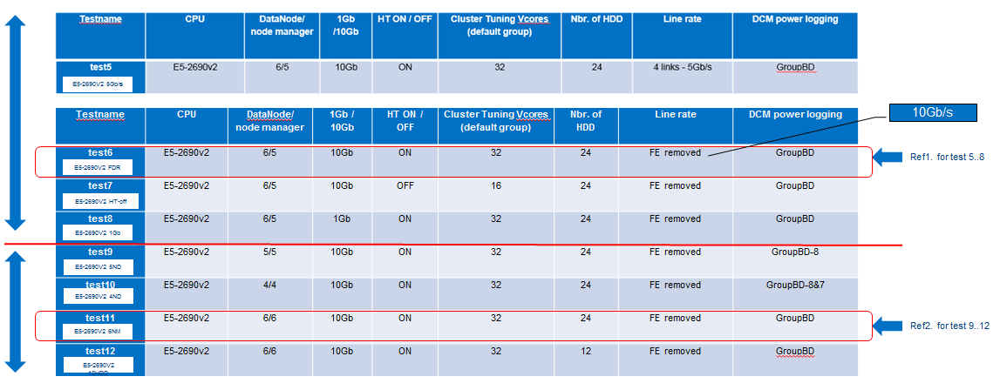 Testname CPU DataNode/ node manager 1Gb /10Gb HT ON / OFF Cluster Tuning Vcores (default group) Nbr. of HDD Line rate DCM power logging
test5 E5-2690v2 6/5 10Gb ON 32 24 4 links - 5Gb/s GroupBD
E5-2690V2 5Gb/s
Testname CPU DataNode/ node manager 1Gb / 10Gb HT ON / OFF Cluster Tuning Vcores (default group) Nbr. of HDD Line rate DCM power logging
10Gb/s
test6 E5-2690v2 6/5 10Gb ON 32 24 FE removed GroupBD
E5-2690V2 FDR
Ref1. for test 5..8
test7 E5-2690v2 6/5 10Gb OFF 16 24 FE removed GroupBD
E5-2690V2 HT-off
test8 E5-2690v2 6/5 1Gb ON 32 24 FE removed GroupBD
E5-2690V2 1Gb
test9 E5-2690v2 5/5 10Gb ON 32 24 FE removed GroupBD-8
E5-2690V2 5ND
test10 E5-2690v2 4/4 10Gb ON 32 24 FE removed GroupBD-8&7
E5-2690V2 4ND
test11 E5-2690v2 6/6 10Gb ON 32 24 FE removed GroupBD
E5-2690V2 6NM
Ref2. for test 9..12
test12 E5-2690v2 6/6 10Gb ON 32 12 FE removed GroupBD
E5-2690V2